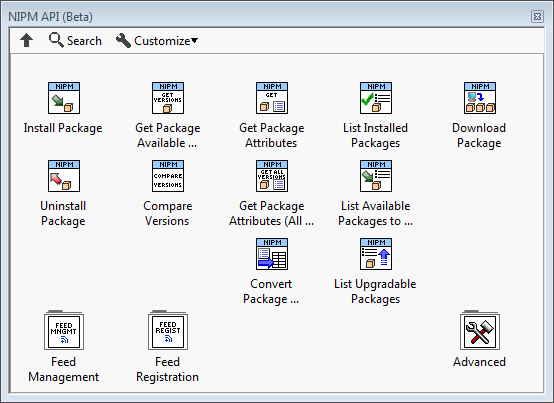 NIPM API (Beta)
Search Customize
NIPM NIPM NIPM NIPM NIPM
GET VERSIONS GET
Install Package Get Package Available ... Get Package Attributes List Installed Packages Download Package
NIPM NIPM NIPM NIPM
COMPARE VERSIONS GET ALL VERSIONS
Uninstall Package Compare Versions Get Package Attributes (All ... List Available Packages to ...
NIPM NIPM
Convert Package ... List Upgradable Packages
FEED MNGMT FEED REGIST
Feed Management Feed Registration Advanced